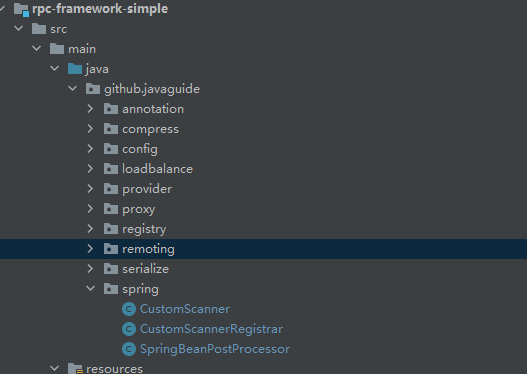 rpc-framework-simple
src
main
java
github.javaguide
annotation
compress
config
loadbalance
provider
proxy
registry
remoting
serialize
spring
CustomScanner
CustomScannerRegistrar
SpringBeanPostProcessor
resources